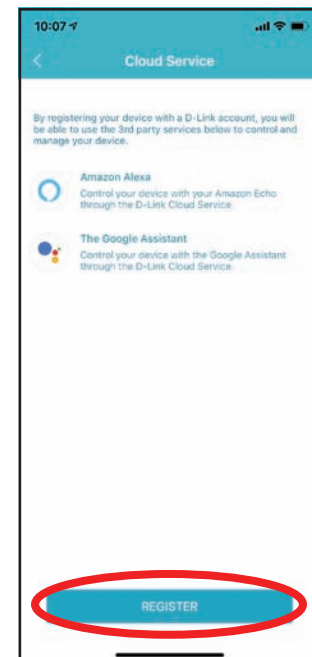 10:07
Cloud Service
By registering your device with a D-Link account, you will
be able to use the 3rd party services below to control and
manage your device.
Amazon Alexa
Control your device with your Amazon Echo
through the D-Link Cloud Service.
The Google Assistant
Control your device with the Google Assistant
through the D-Link Cloud Service.
REGISTER